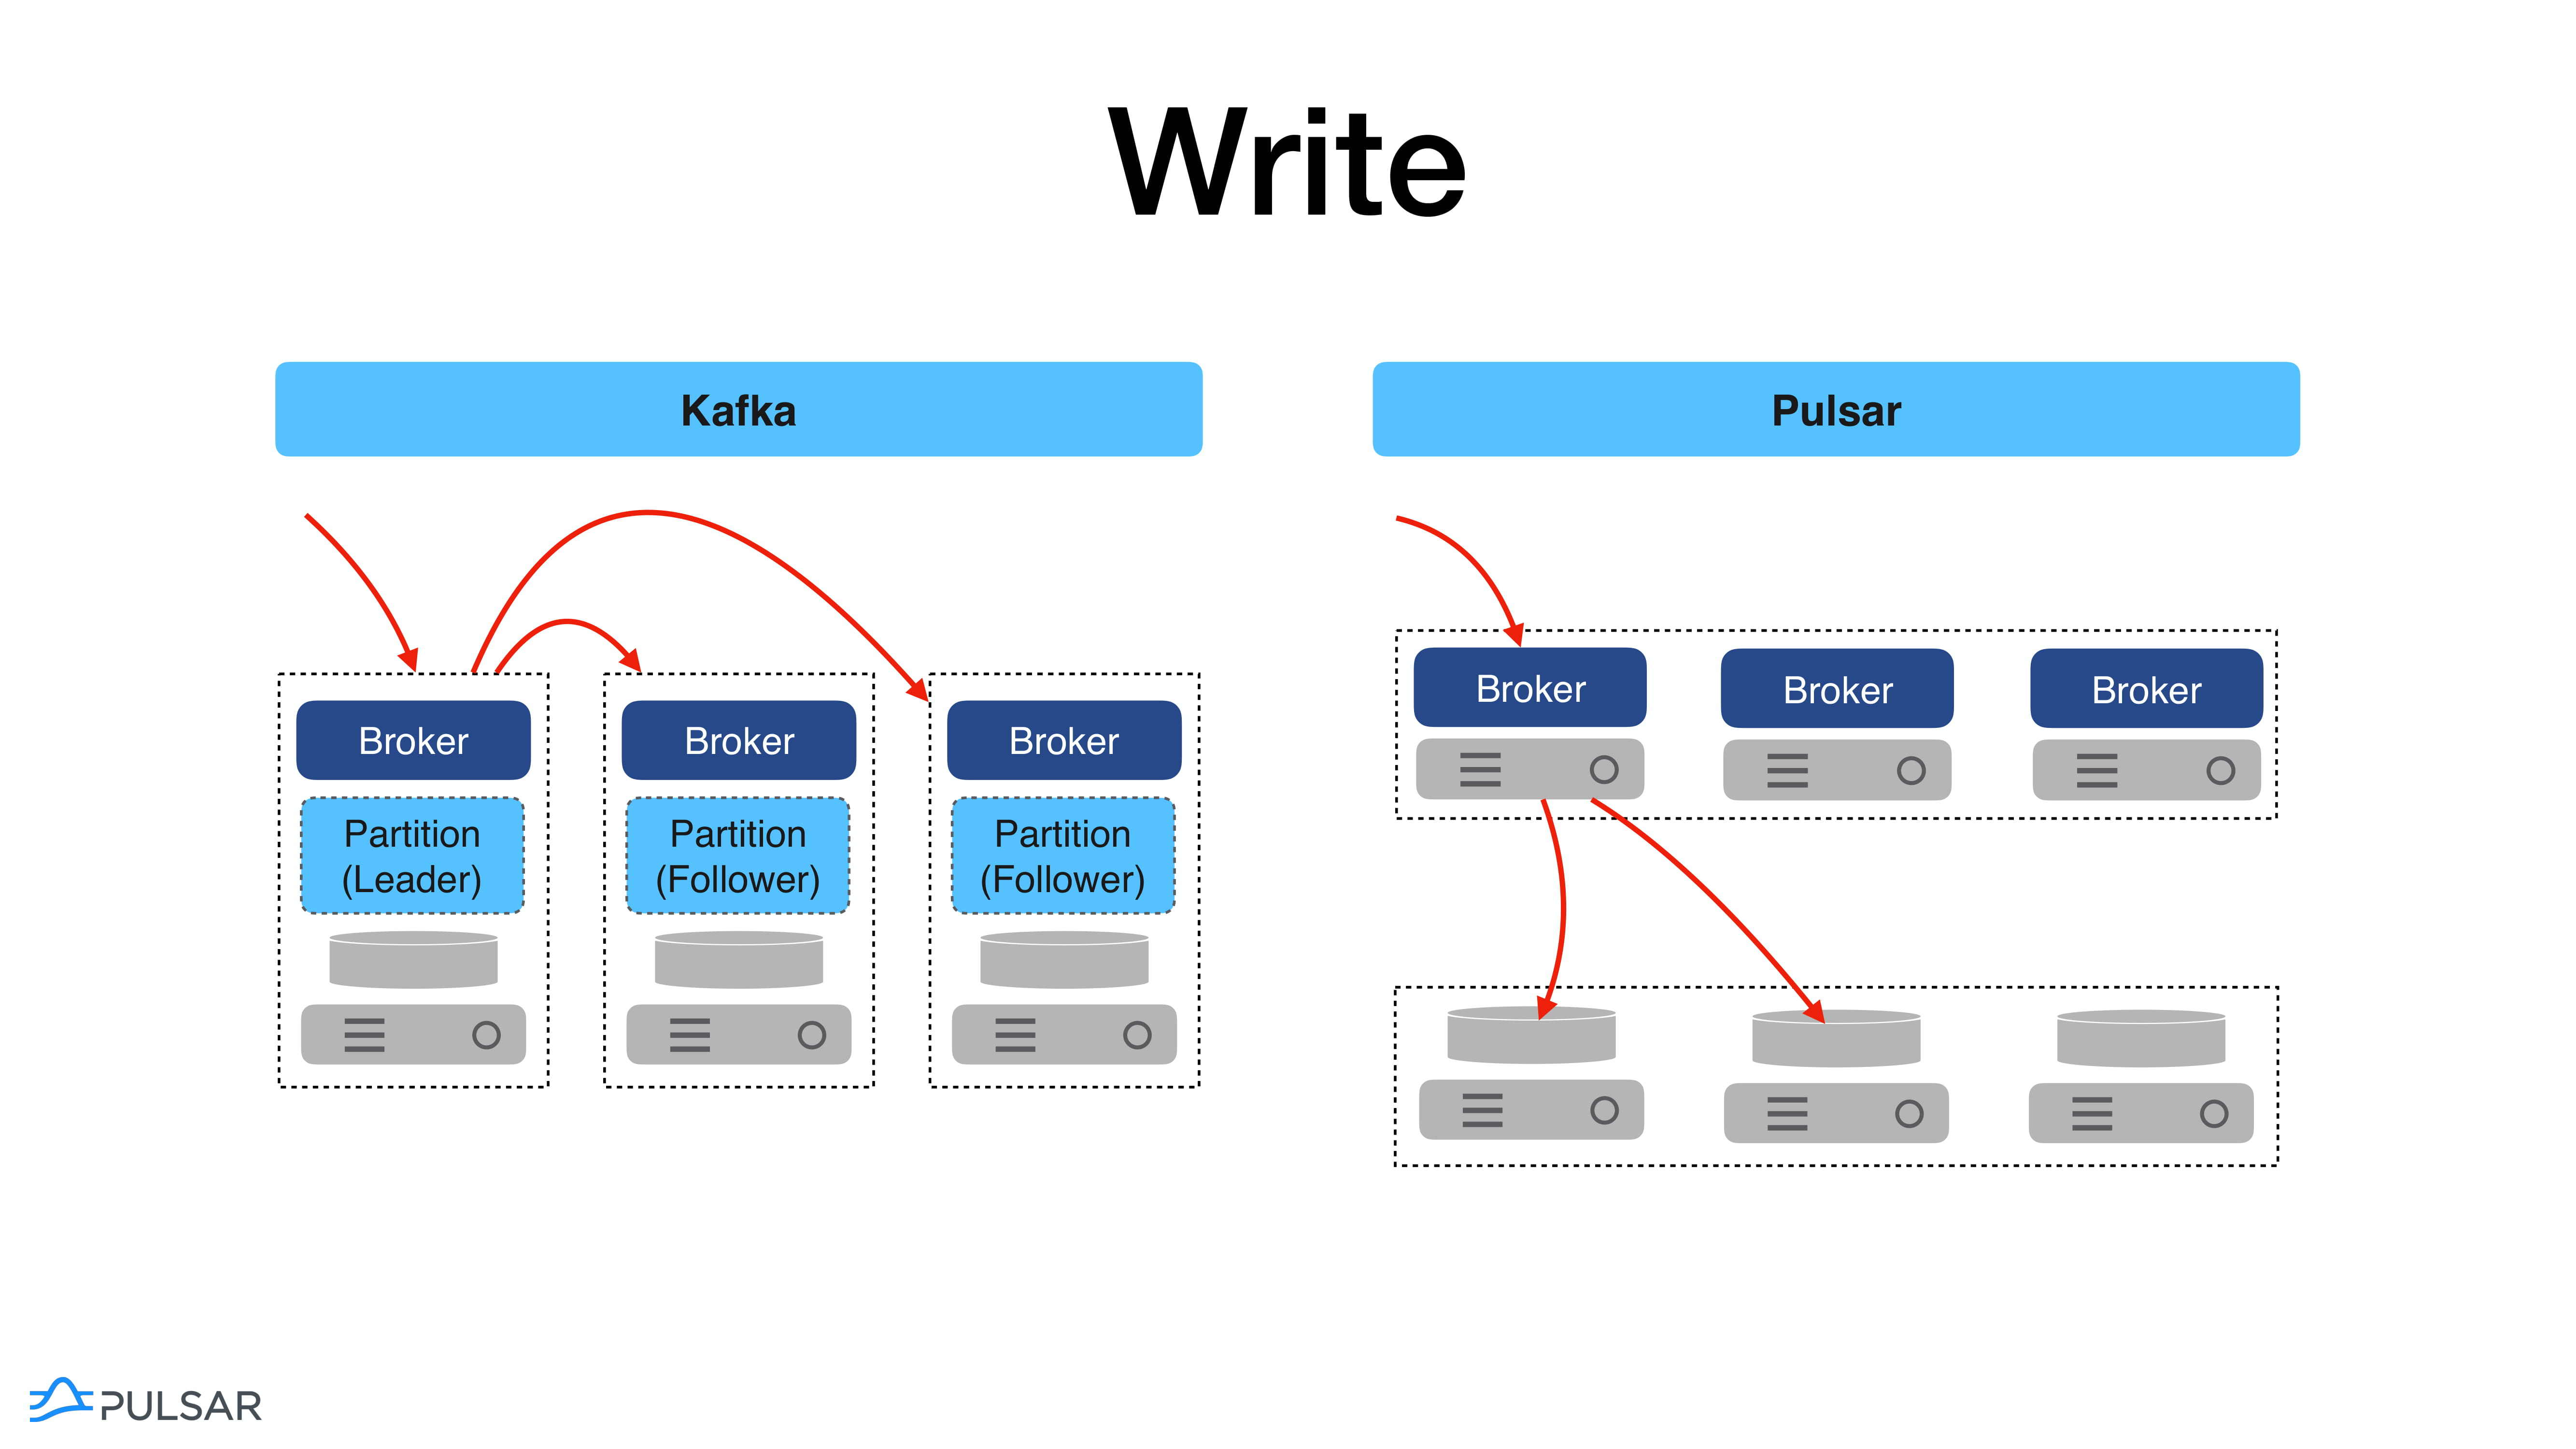 Write
Kafka
Pulsar
Broker
Partition
(Leader)
Broker
Partition
(Follower)
Broker
Partition
(Follower)
Broker
Broker
Broker
PULSAR